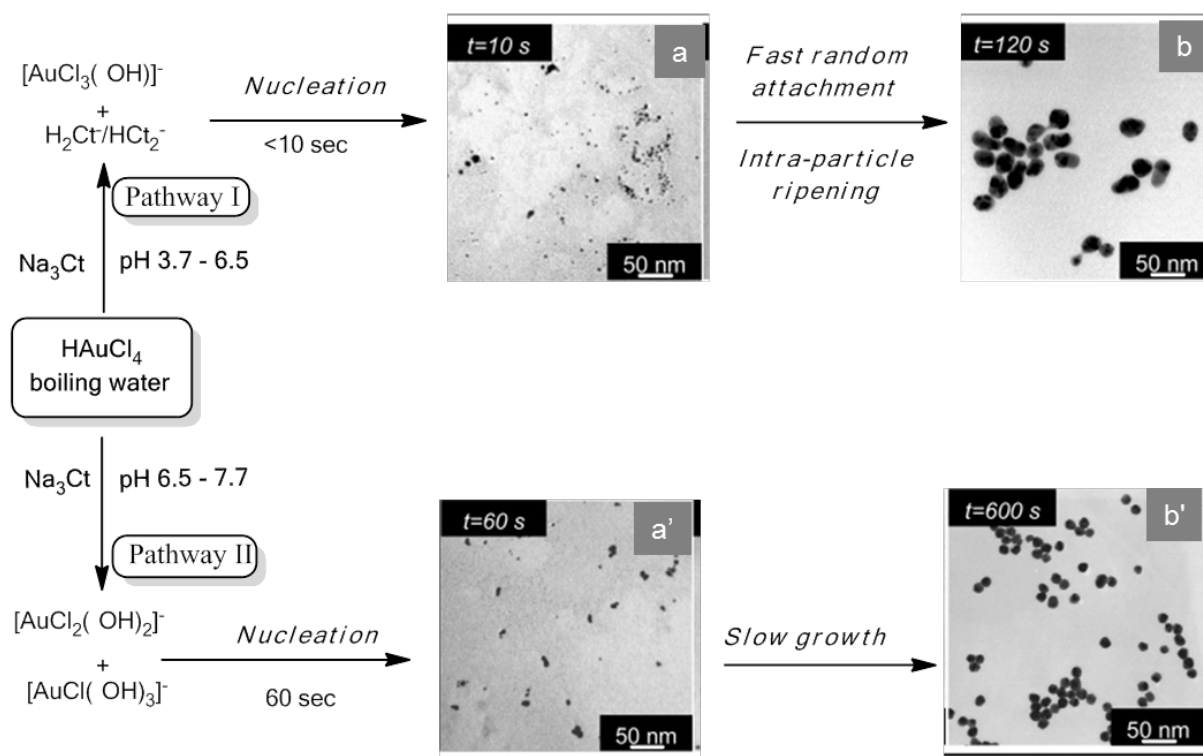 [AuCl₃( OH)]⁻
+
H₂Ct⁻/HCt₂⁻
Nucleation
<10 sec
t=10 s
a
50 nm
Fast random
attachment
Intra-particle
ripening
t=120 s
b
50 nm
Pathway I
Na₃Ct
pH 3.7 - 6.5
HAuCl₄
boiling water
Na₃Ct
pH 6.5 - 7.7
Pathway II
[AuCl₂( OH)₂]⁻
+
[AuCl( OH)₃]⁻
Nucleation
60 sec
t=60 s
a'
50 nm
Slow growth
t=600 s
b'
50 nm